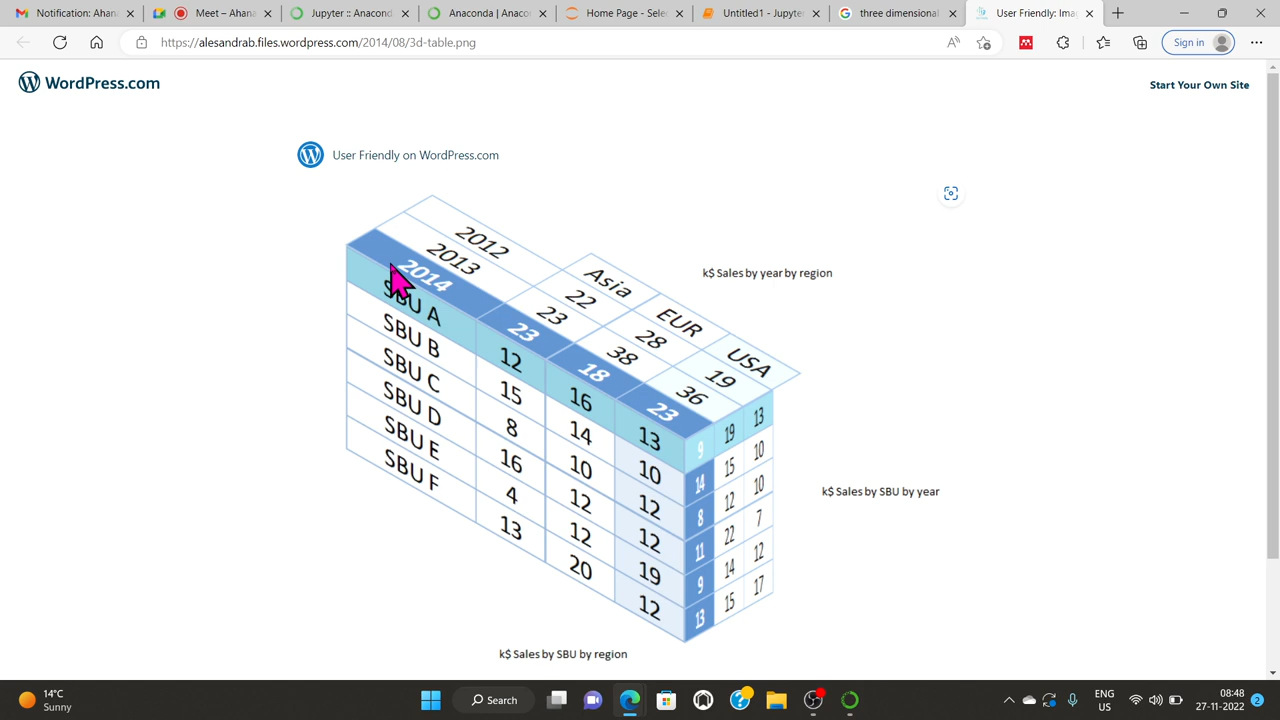 Notification: Ahana
Meet – Ahana
Jupyter :: Anacond
Anaconda | Anaco
Home Page - Sele
Untitled1 - Jupyte
three dimensional
User Friendly: Ima
https://alesandrab.files.wordpress.com/2014/08/3d-table.png
Sign in
WordPress.com
Start Your Own Site
User Friendly on WordPress.com
k$ Sales by year by region
Asia EUR USA
2012 22 28 19
2013 23 38 36
2014 23 18 23
SBU A 12 16 13 9 19 13
SBU B 15 14 10 14 15 10
SBU C 8 10 12 8 12 10
SBU D 16 12 12 11 22 7
SBU E 4 12 19 9 14 12
SBU F 13 20 12 13 15 17
k$ Sales by SBU by year
k$ Sales by SBU by region
14°C
Sunny
Search
ENG
US
08:48
27-11-2022
2